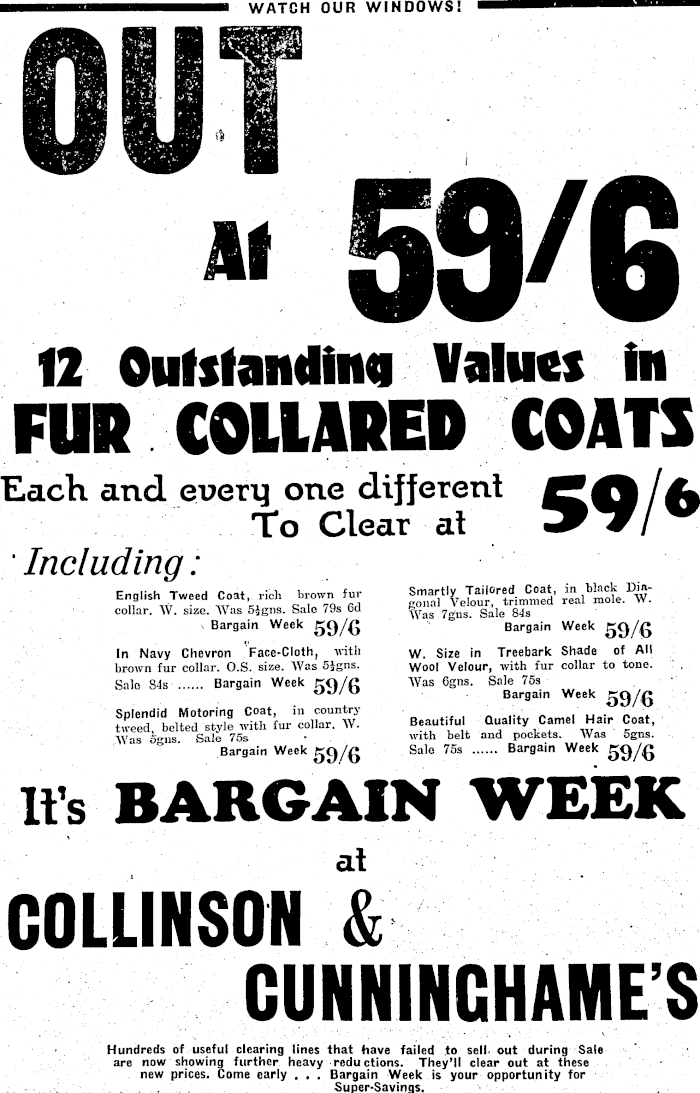 WATCH OUR WINDOWS!
OUT
At 59/6
12 Outstanding Values in
FUR COLLARED COATS
Each and every one different
To Clear at 59/6
Including:
English Tweed Coat, rich brown fur
collar. W. size. Was 5½gns. Sale 79s 6d
Bargain Week 59/6
In Navy Chevron Face-Cloth, with
brown fur collar. O.S. size. Was 5½gns.
Sale 84s ...... Bargain Week 59/6
Splendid Motoring Coat, in country
tweed, belted style with fur collar. W.
Was 5gns. Sale 75s
Bargain Week 59/6
Smartly Tailored Coat, in black Dia-
gonal Velour, trimmed real mole. W.
Was 7gns. Sale 84s
Bargain Week 59/6
W. Size in Treebark Shade of All
Wool Velour, with fur collar to tone.
Was 6gns. Sale 75s
Bargain Week 59/6
Beautiful Quality Camel Hair Coat,
with belt and pockets. Was 5gns.
Sale 75s ...... Bargain Week 59/6
It's BARGAIN WEEK
at
COLLINSON &
CUNNINGHAME'S
Hundreds of useful clearing lines that have failed to sell out during Sale
are now showing further heavy reductions. They'll clear out at these
new prices. Come early . . . Bargain Week is your opportunity for
Super-Savings.